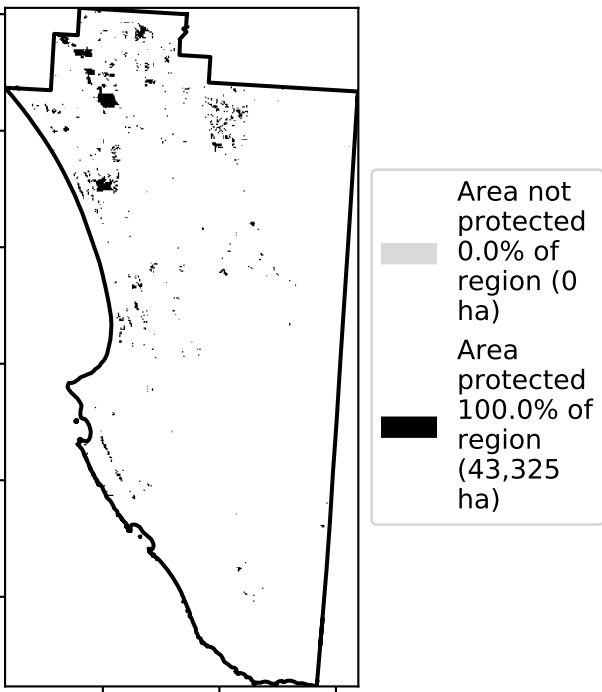 Area not
protected
0.0% of
region (0
ha)
Area
protected
100.0% of
region
(43,325
ha)